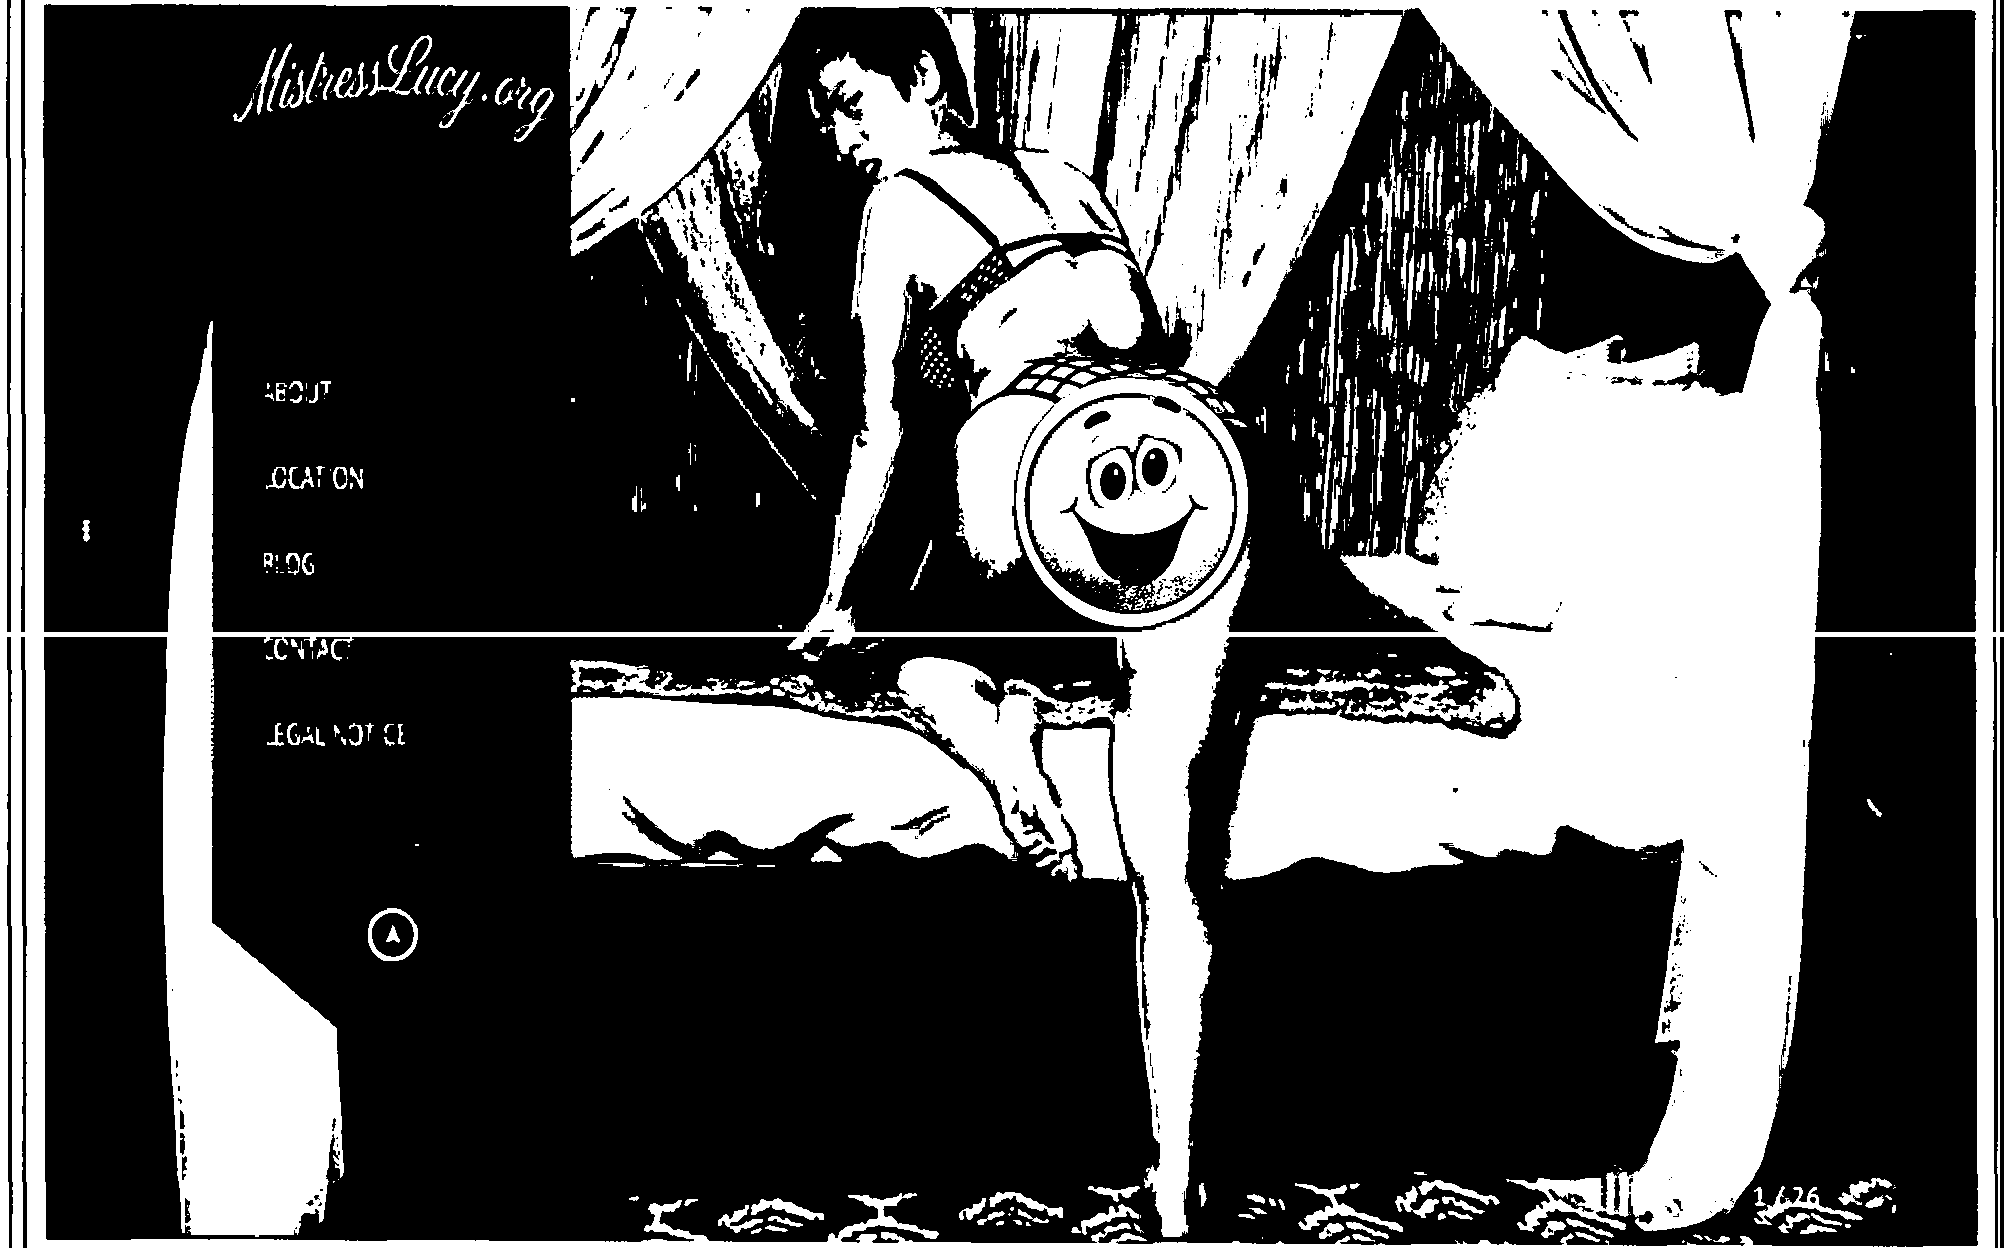 MistressLucy.org
ABOUT
LOCATION
BLOG
CONTACT
LEGAL NOTICE
1 / 26